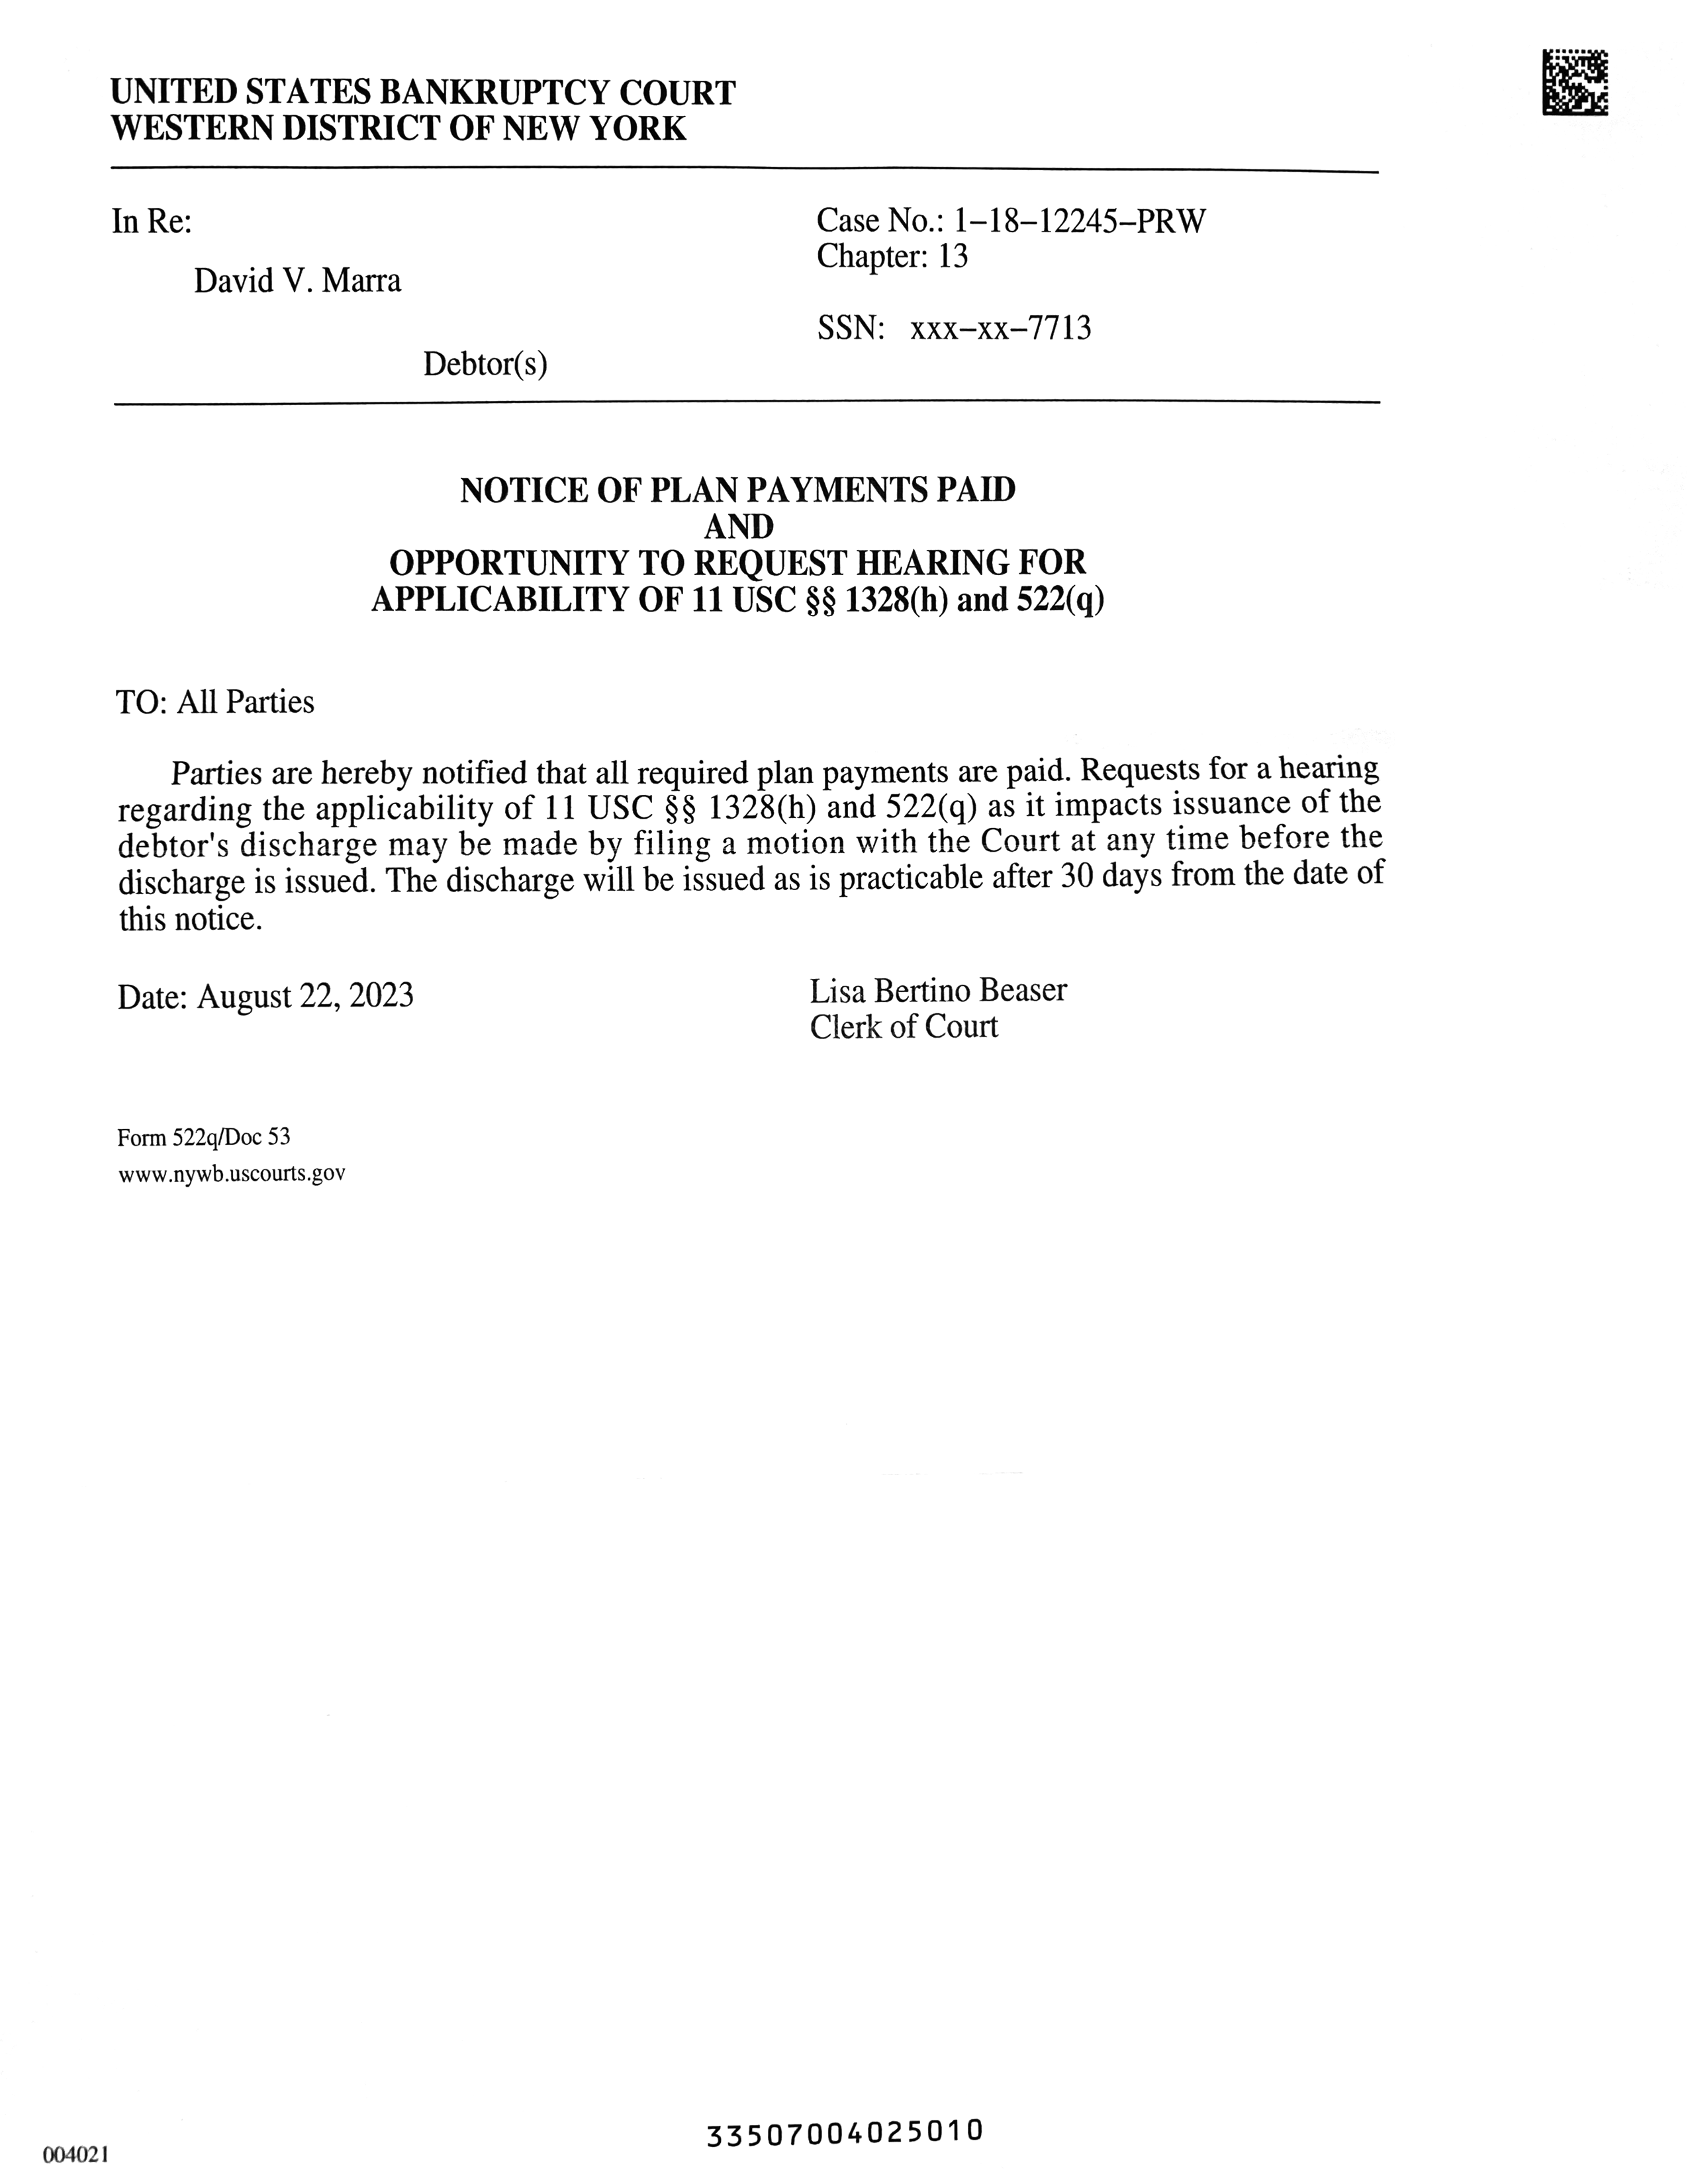 UNITED STATES BANKRUPTCY COURT
WESTERN DISTRICT OF NEW YORK
In Re:
David V. Marra
Debtor(s)
Case No.: 1–18–12245–PRW
Chapter: 13
SSN: xxx–xx–7713
NOTICE OF PLAN PAYMENTS PAID
AND
OPPORTUNITY TO REQUEST HEARING FOR
APPLICABILITY OF 11 USC §§ 1328(h) and 522(q)
TO: All Parties
Parties are hereby notified that all required plan payments are paid. Requests for a hearing
regarding the applicability of 11 USC §§ 1328(h) and 522(q) as it impacts issuance of the
debtor's discharge may be made by filing a motion with the Court at any time before the
discharge is issued. The discharge will be issued as is practicable after 30 days from the date of
this notice.
Date: August 22, 2023
Lisa Bertino Beaser
Clerk of Court
Form 522q/Doc 53
www.nywb.uscourts.gov
33507004025010
004021